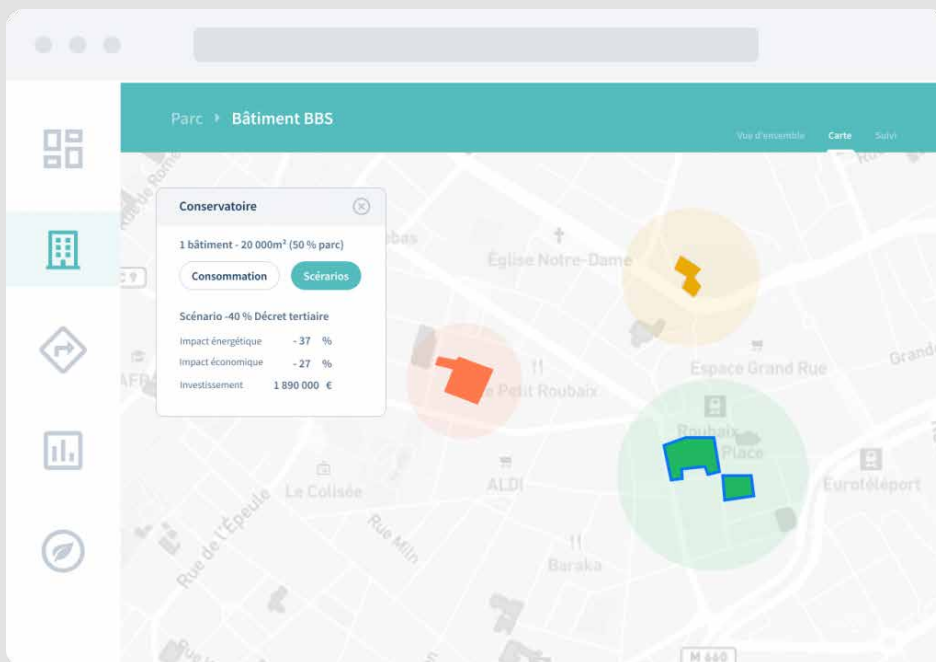 Parc
Bâtiment BBS
Vue d'ensemble
Carte
Suivi
Conservatoire
1 bâtiment - 20 000m² (50 % parc)
Consommation
Scérarios
Scénario -40 % Décret tertiaire
Impact énergétique - 37 %
Impact économique - 27 %
Investissement 1 890 000 €
Église Notre-Dame
Espace Grand Rue
Grand
Petit Roubaix
Roubaix
Place
Eurotéléport
ALDI
Le Colisée
Rue de l'Épeule
Rue Miln
Baraka
M 660